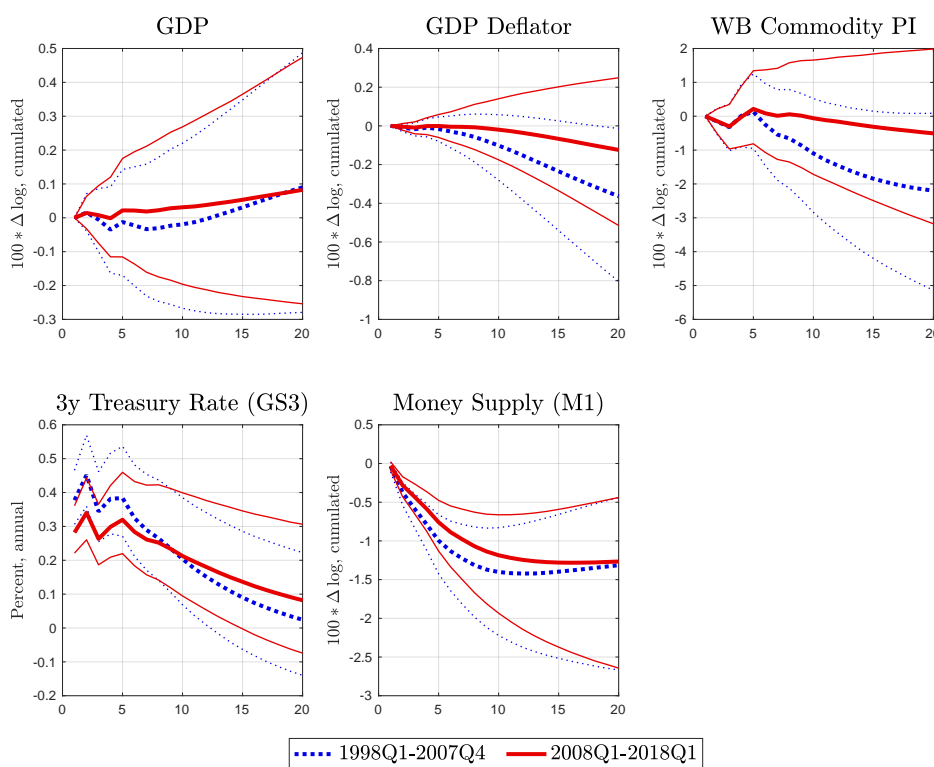 GDP
GDP Deflator
WB Commodity PI
100 * Δ log, cumulated
0.5
0.4
0.3
0.2
0.1
0
-0.1
-0.2
-0.3
0 5 10 15 20
100 * Δ log, cumulated
0.4
0.2
0
-0.2
-0.4
-0.6
-0.8
-1
0 5 10 15 20
100 * Δ log, cumulated
2
1
0
-1
-2
-3
-4
-5
-6
0 5 10 15 20
3y Treasury Rate (GS3)
Money Supply (M1)
Percent, annual
0.6
0.5
0.4
0.3
0.2
0.1
0
-0.1
-0.2
0 5 10 15 20
100 * Δ log, cumulated
0.5
0
-0.5
-1
-1.5
-2
-2.5
-3
0 5 10 15 20
1998Q1-2007Q4 2008Q1-2018Q1